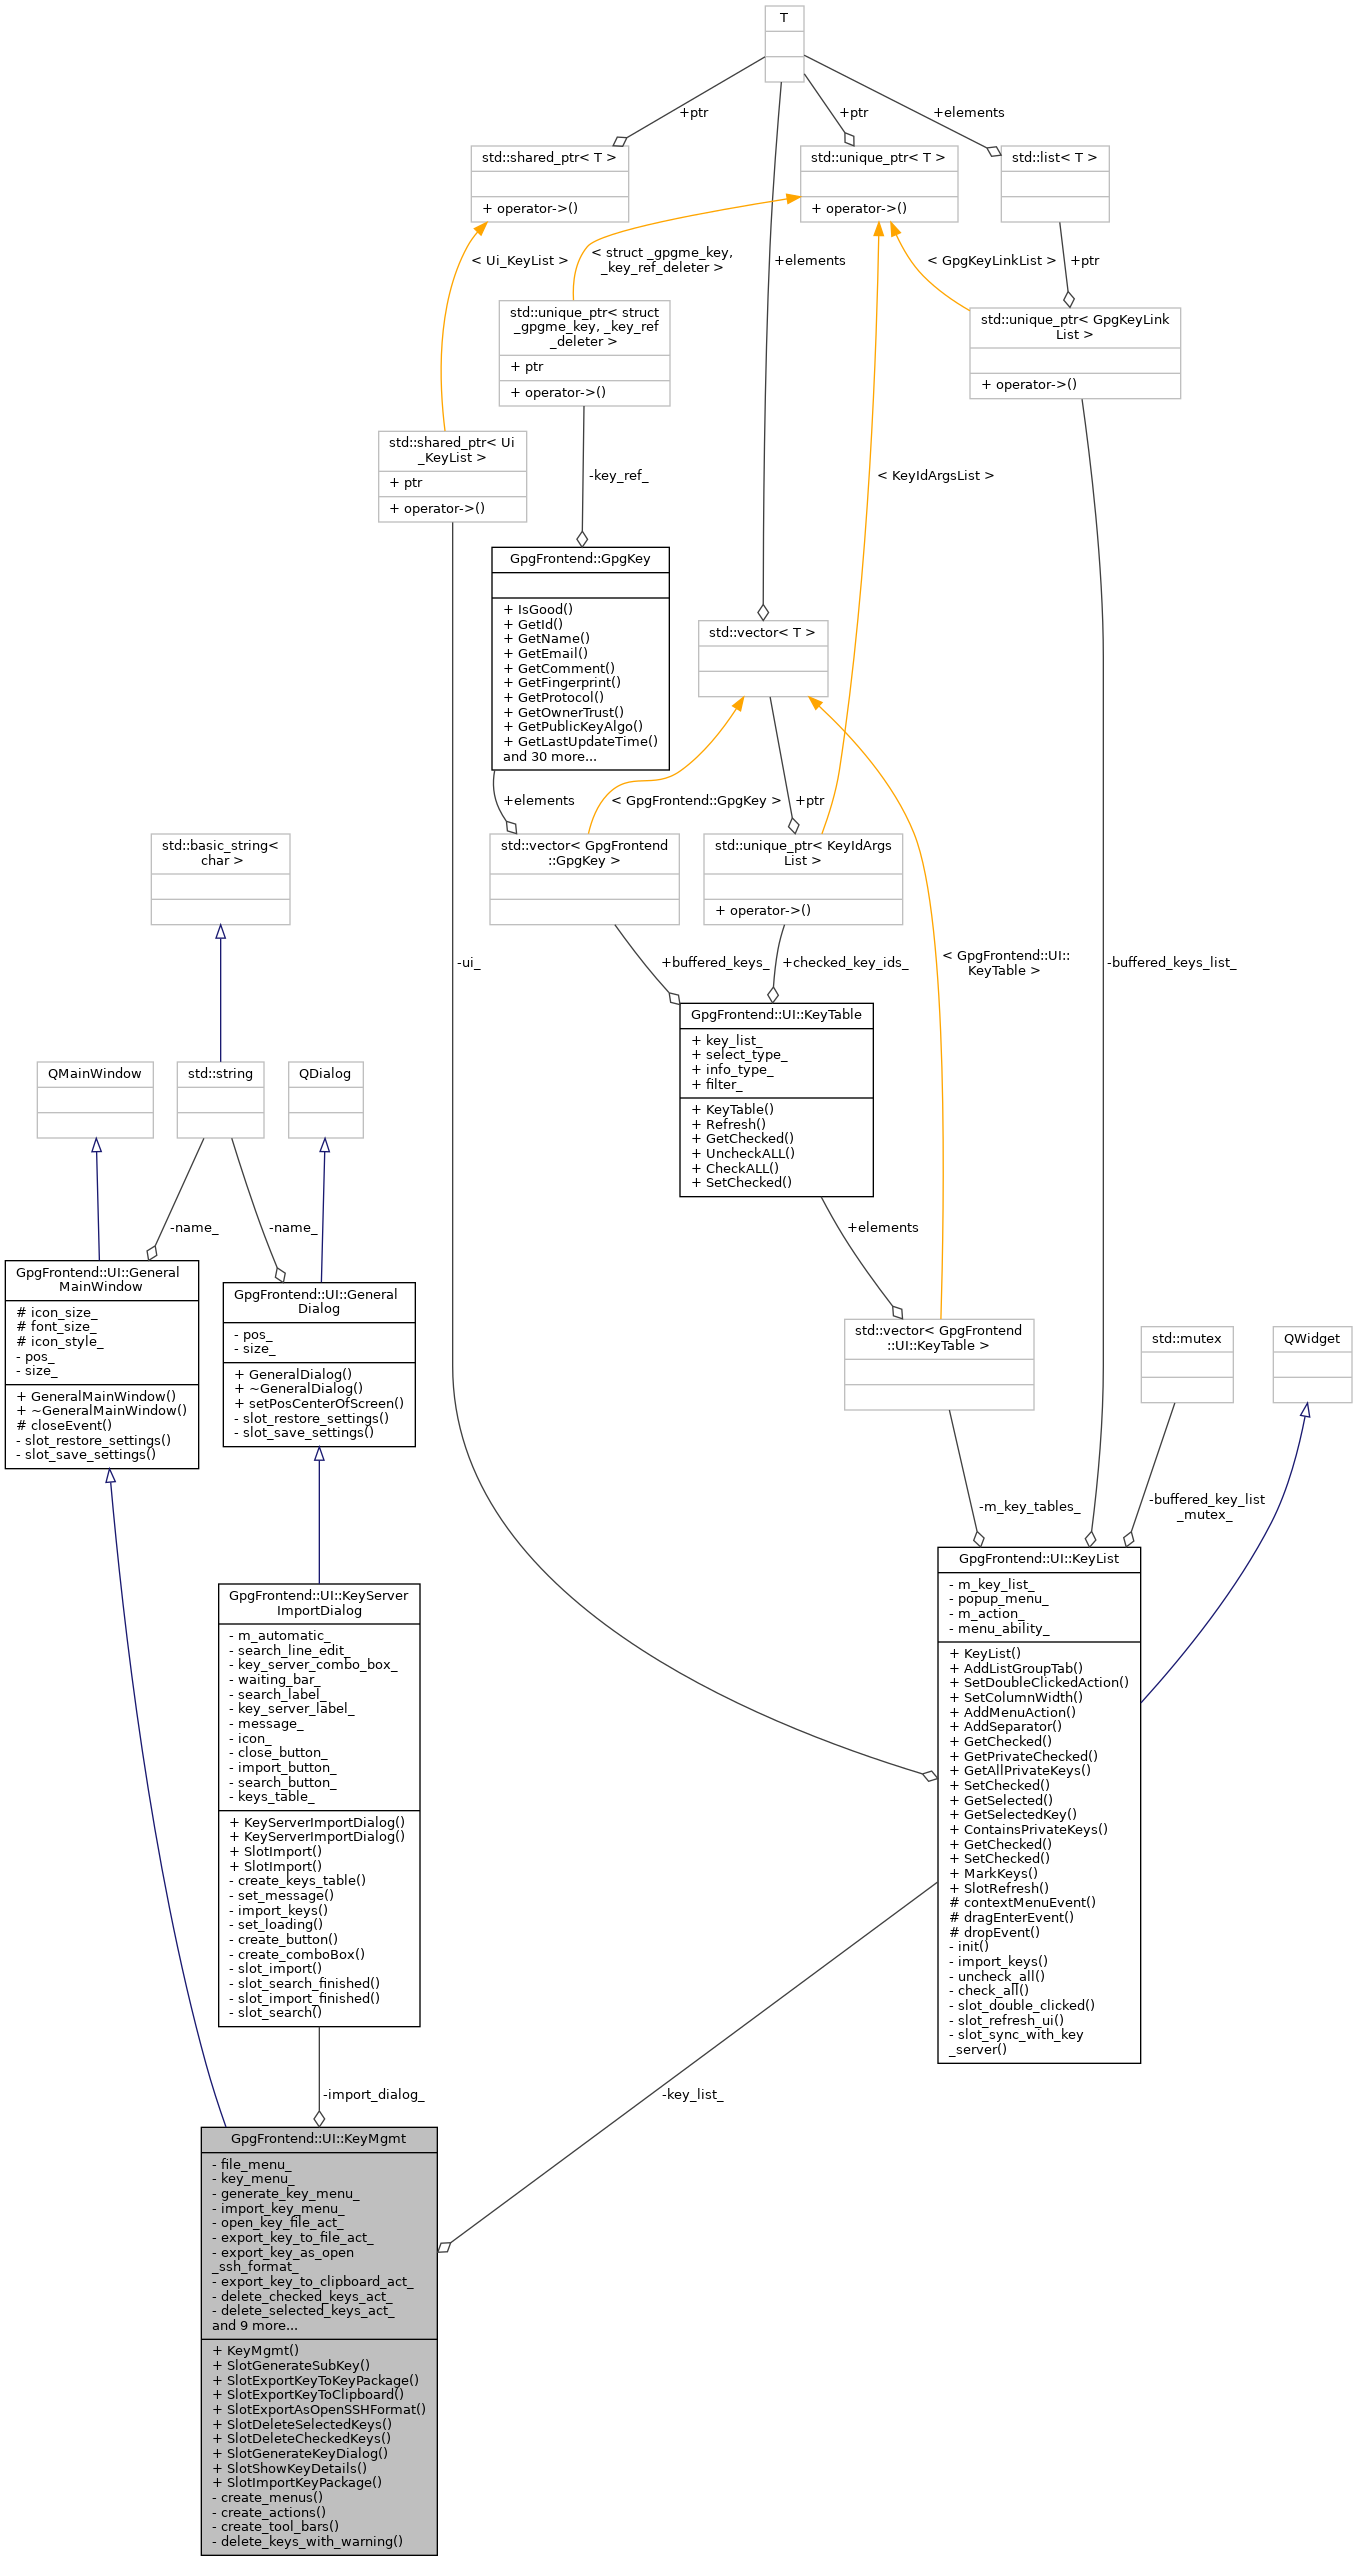 T
+ptr
+ptr
+elements
std::shared_ptr< T >
+ operator->()
std::unique_ptr< T >
+ operator->()
std::list< T >
< Ui_KeyList >
< struct _gpgme_key,
_key_ref_deleter >
+elements
< GpgKeyLinkList >
+ptr
std::unique_ptr< struct
_gpgme_key, _key_ref
_deleter >
+ ptr
+ operator->()
std::unique_ptr< GpgKeyLink
List >
+ operator->()
std::shared_ptr< Ui
_KeyList >
+ ptr
+ operator->()
-key_ref_
< KeyIdArgsList >
GpgFrontend::GpgKey
+ IsGood()
+ GetId()
+ GetName()
+ GetEmail()
+ GetComment()
+ GetFingerprint()
+ GetProtocol()
+ GetOwnerTrust()
+ GetPublicKeyAlgo()
+ GetLastUpdateTime()
and 30 more...
std::vector< T >
+elements
< GpgFrontend::GpgKey >
+ptr
std::basic_string<
char >
std::vector< GpgFrontend
::GpgKey >
std::unique_ptr< KeyIdArgs
List >
+ operator->()
-ui_
+buffered_keys_
+checked_key_ids_
< GpgFrontend::UI::
KeyTable >
-buffered_keys_list_
GpgFrontend::UI::KeyTable
+ key_list_
+ select_type_
+ info_type_
+ filter_
+ KeyTable()
+ Refresh()
+ GetChecked()
+ UncheckALL()
+ CheckALL()
+ SetChecked()
QMainWindow
std::string
QDialog
-name_
-name_
+elements
GpgFrontend::UI::General
MainWindow
# icon_size_
# font_size_
# icon_style_
- pos_
- size_
+ GeneralMainWindow()
+ ~GeneralMainWindow()
# closeEvent()
- slot_restore_settings()
- slot_save_settings()
GpgFrontend::UI::General
Dialog
- pos_
- size_
+ GeneralDialog()
+ ~GeneralDialog()
+ setPosCenterOfScreen()
- slot_restore_settings()
- slot_save_settings()
std::vector< GpgFrontend
::UI::KeyTable >
std::mutex
QWidget
-m_key_tables_
-buffered_key_list
_mutex_
GpgFrontend::UI::KeyServer
ImportDialog
- m_automatic_
- search_line_edit_
- key_server_combo_box_
- waiting_bar_
- search_label_
- key_server_label_
- message_
- icon_
- close_button_
- import_button_
- search_button_
- keys_table_
+ KeyServerImportDialog()
+ KeyServerImportDialog()
+ SlotImport()
+ SlotImport()
- create_keys_table()
- set_message()
- import_keys()
- set_loading()
- create_button()
- create_comboBox()
- slot_import()
- slot_search_finished()
- slot_import_finished()
- slot_search()
GpgFrontend::UI::KeyList
- m_key_list_
- popup_menu_
- m_action_
- menu_ability_
+ KeyList()
+ AddListGroupTab()
+ SetDoubleClickedAction()
+ SetColumnWidth()
+ AddMenuAction()
+ AddSeparator()
+ GetChecked()
+ GetPrivateChecked()
+ GetAllPrivateKeys()
+ SetChecked()
+ GetSelected()
+ GetSelectedKey()
+ ContainsPrivateKeys()
+ GetChecked()
+ SetChecked()
+ MarkKeys()
+ SlotRefresh()
# contextMenuEvent()
# dragEnterEvent()
# dropEvent()
- init()
- import_keys()
- uncheck_all()
- check_all()
- slot_double_clicked()
- slot_refresh_ui()
- slot_sync_with_key
_server()
-import_dialog_
-key_list_
GpgFrontend::UI::KeyMgmt
- file_menu_
- key_menu_
- generate_key_menu_
- import_key_menu_
- open_key_file_act_
- export_key_to_file_act_
- export_key_as_open
_ssh_format_
- export_key_to_clipboard_act_
- delete_checked_keys_act_
- delete_selected_keys_act_
and 9 more...
+ KeyMgmt()
+ SlotGenerateSubKey()
+ SlotExportKeyToKeyPackage()
+ SlotExportKeyToClipboard()
+ SlotExportAsOpenSSHFormat()
+ SlotDeleteSelectedKeys()
+ SlotDeleteCheckedKeys()
+ SlotGenerateKeyDialog()
+ SlotShowKeyDetails()
+ SlotImportKeyPackage()
- create_menus()
- create_actions()
- create_tool_bars()
- delete_keys_with_warning()